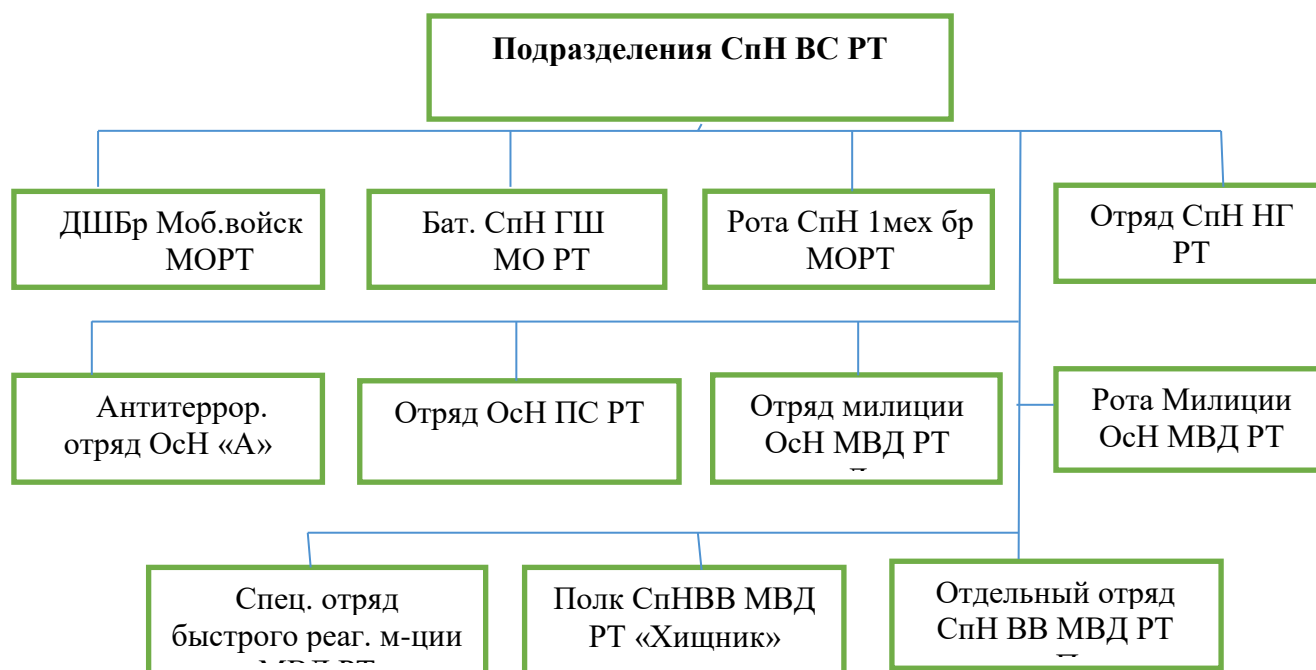 Подразделения СпН ВС РТ
ДШБр Моб.войск
МОРТ
Бат. СпН ГШ
МО РТ
Рота СпН 1мех бр
МОРТ
Отряд СпН НГ
РТ
Антитеррор.
отряд ОсН «А»
Отряд ОсН ПС РТ
Отряд милиции
ОсН МВД РТ
Рота Милиции
ОсН МВД РТ
Спец. отряд
быстрого реаг. м-ции
МВД РТ
Полк СпНВВ МВД
РТ «Хищник»
Отдельный отряд
СпН ВВ МВД РТ